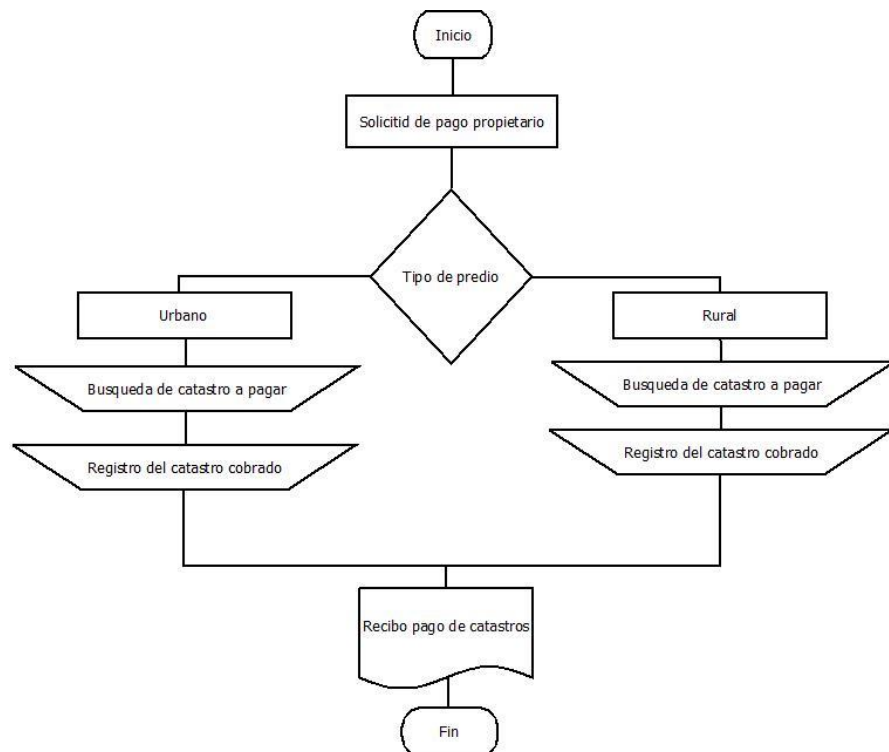 Inicio
Solicitid de pago propietario
Tipo de predio
Urbano
Rural
Busqueda de catastro a pagar
Busqueda de catastro a pagar
Registro del catastro cobrado
Registro del catastro cobrado
Recibo pago de catastros
Fin